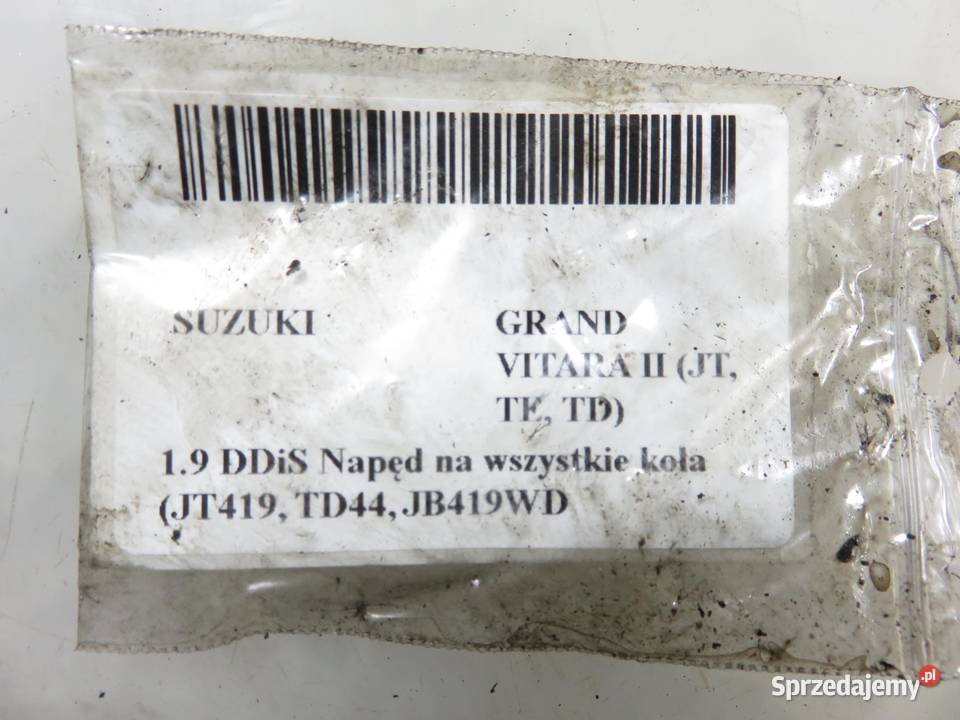 SUZUKI GRAND
VITARA II (JT,
TE, TD)
1.9 DDiS Napęd na wszystkie koła
(JT419, TD44, JB419WD
Sprzedajemy.pl